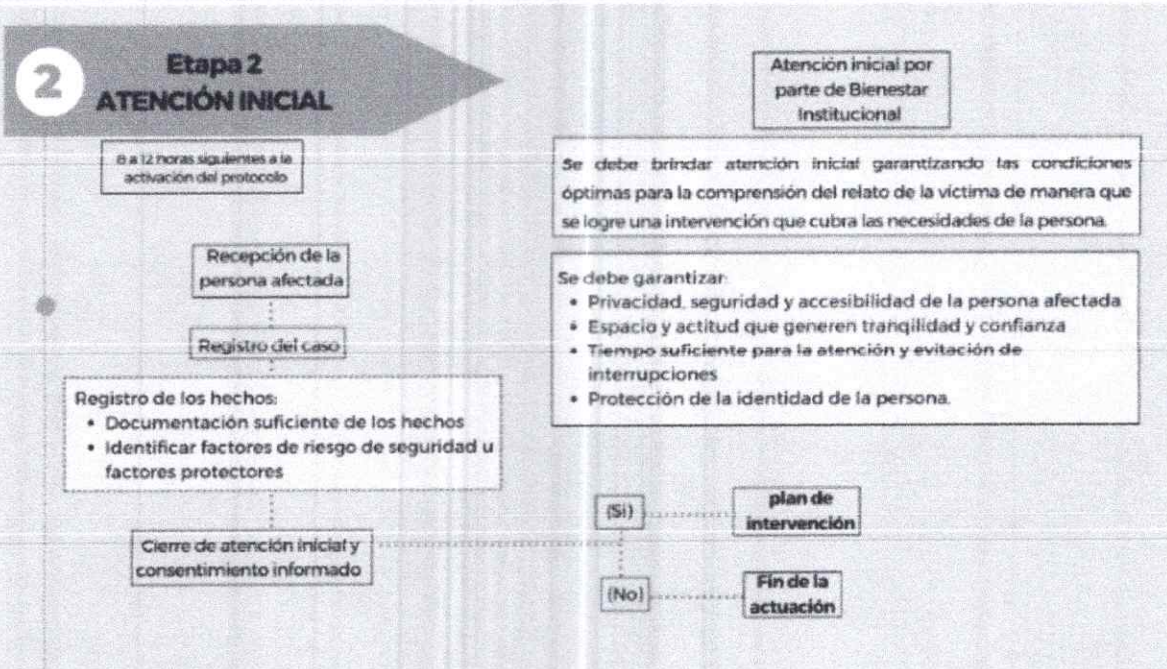 2
Etapa 2
ATENCIÓN INICIAL
8 a 12 horas siguientes a la
activación del protocolo
Recepción de la
persona afectada
Registro del caso
Registro de los hechos:
• Documentación suficiente de los hechos
• Identificar factores de riesgo de seguridad u
factores protectores
Cierre de atención inicial y
consentimiento informado
Atención inicial por
parte de Bienestar
Institucional
Se debe brindar atención inicial garantizando las condiciones
óptimas para la comprensión del relato de la víctima de manera que
se logre una intervención que cubra las necesidades de la persona.
Se debe garantizar:
• Privacidad, seguridad y accesibilidad de la persona afectada
• Espacio y actitud que generen tranqilidad y confianza
• Tiempo suficiente para la atención y evitación de
interrupciones
• Protección de la identidad de la persona.
(Si)
plan de
intervención
(No)
Fin de la
actuación